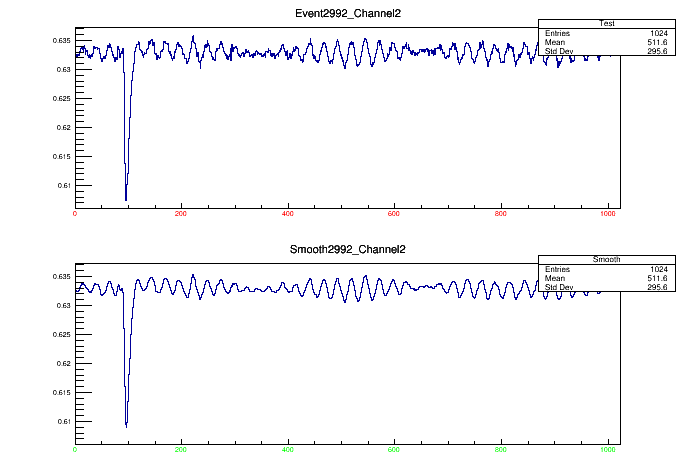 Event2992_Channel2
Test
Entries 1024
Mean 511.6
Std Dev 295.6
0.635
0.63
0.625
0.62
0.615
0.61
0 200 400 600 800 1000
Smooth2992_Channel2
Smooth
Entries 1024
Mean 511.6
Std Dev 295.6
0.635
0.63
0.625
0.62
0.615
0.61
0 200 400 600 800 1000